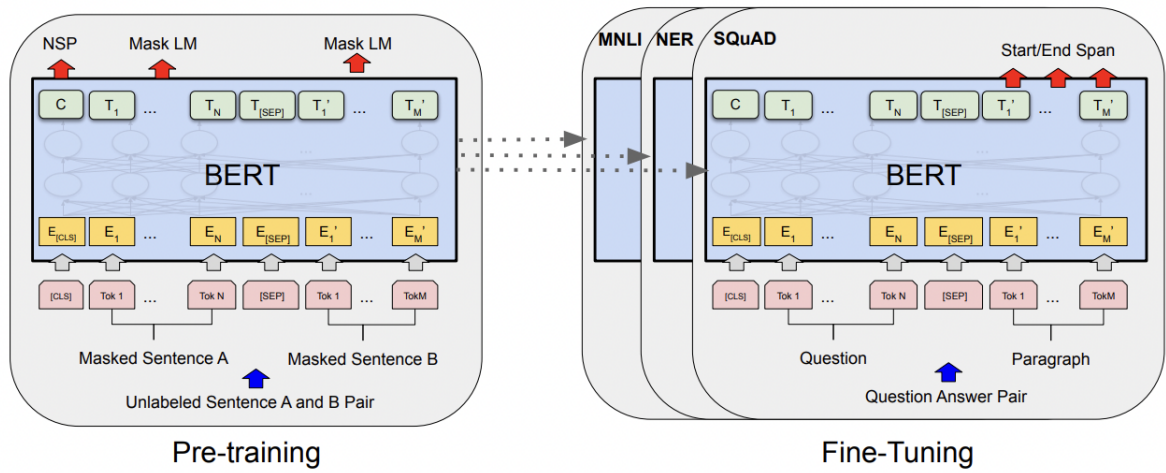 NSP Mask LM Mask LM
C T1 ... TN T[SEP] T1' ... TM'
...
BERT
...
E[CLS] E1 ... EN E[SEP] E1' ... EM'
[CLS] Tok 1 ... Tok N [SEP] Tok 1 ... TokM
Masked Sentence A Masked Sentence B
Unlabeled Sentence A and B Pair
Pre-training
MNLI NER SQuAD
Start/End Span
C T1 ... TN T[SEP] T1' ... TM'
...
BERT
...
E[CLS] E1 ... EN E[SEP] E1' ... EM'
[CLS] Tok 1 ... Tok N [SEP] Tok 1 ... TokM
Question Paragraph
Question Answer Pair
Fine-Tuning